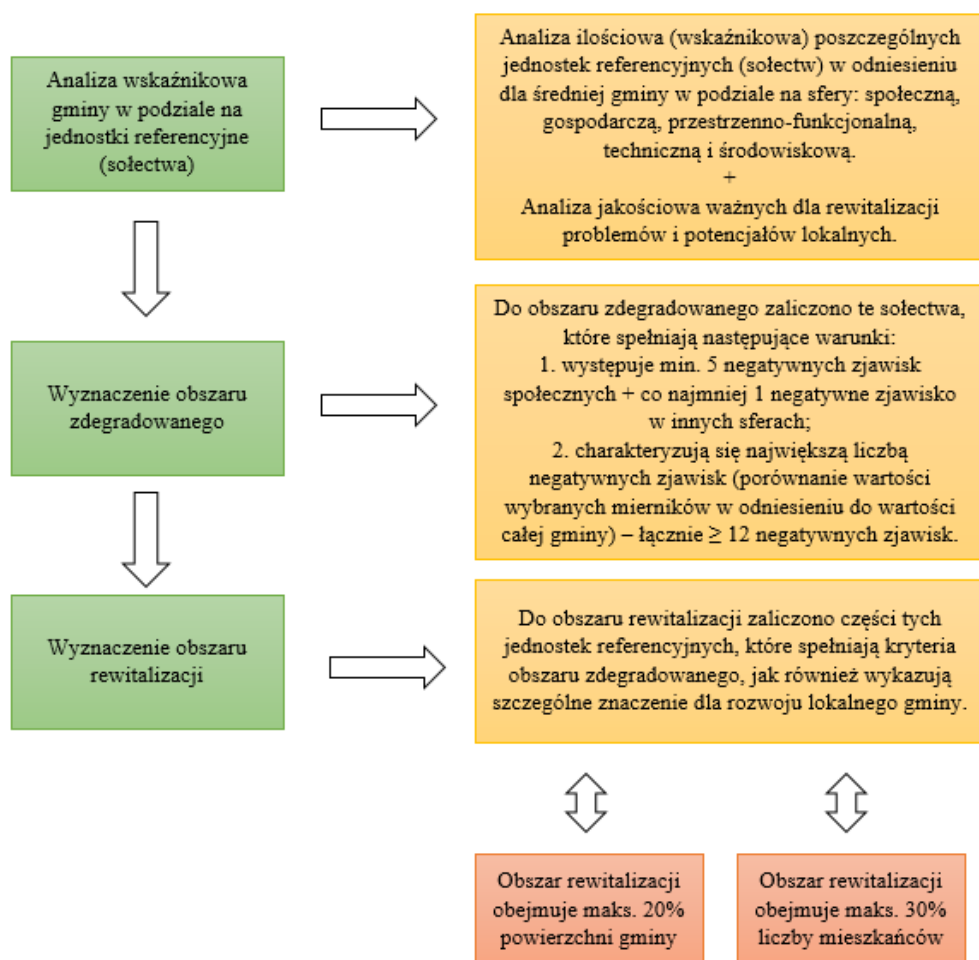 Analiza wskaźnikowa
gminy w podziale na
jednostki referencyjne
(sołectwa)
Analiza ilościowa (wskaźnikowa) poszczególnych
jednostek referencyjnych (sołectw) w odniesieniu
dla średniej gminy w podziale na sfery: społeczną,
gospodarczą, przestrzenno-funkcjonalną,
techniczną i środowiskową.
+
Analiza jakościowa ważnych dla rewitalizacji
problemów i potencjałów lokalnych.
Wyznaczenie obszaru
zdegradowanego
Do obszaru zdegradowanego zaliczono te sołectwa,
które spełniają następujące warunki:
1. występuje min. 5 negatywnych zjawisk
społecznych + co najmniej 1 negatywne zjawisko
w innych sferach;
2. charakteryzują się największą liczbą
negatywnych zjawisk (porównanie wartości
wybranych mierników w odniesieniu do wartości
całej gminy) – łącznie ≥ 12 negatywnych zjawisk.
Wyznaczenie obszaru
rewitalizacji
Do obszaru rewitalizacji zaliczono części tych
jednostek referencyjnych, które spełniają kryteria
obszaru zdegradowanego, jak również wykazują
szczególne znaczenie dla rozwoju lokalnego gminy.
Obszar rewitalizacji
obejmuje maks. 20%
powierzchni gminy
Obszar rewitalizacji
obejmuje maks. 30%
liczby mieszkańców